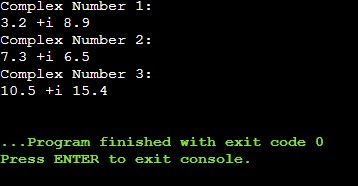 Complex Number 1:
3.2 +i 8.9
Complex Number 2:
7.3 +i 6.5
Complex Number 3:
10.5 +i 15.4
...Program finished with exit code 0
Press ENTER to exit console.